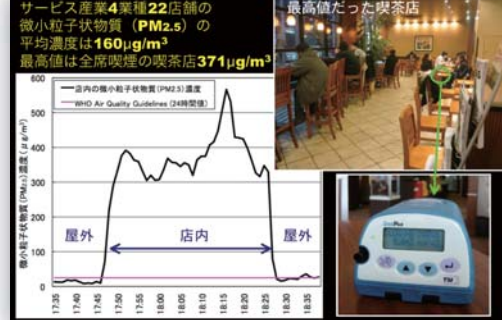 サービス産業4業種22店舗の
微小粒子状物質（PM2.5）の
平均濃度は160μg/m³
最高値は全席喫煙の喫茶店371μg/m³
最高値だった喫茶店
店内の微小粒子状物質(PM2.5)濃度
WHO Air Quality Guidelines (24時間値)
微小粒子状物質(PM2.5)濃度(μg/m³)
600
500
400
300
200
100
0
屋外
店内
屋外
17:35
17:40
17:45
17:50
17:55
18:00
18:05
18:10
18:15
18:20
18:25
18:30
18:35